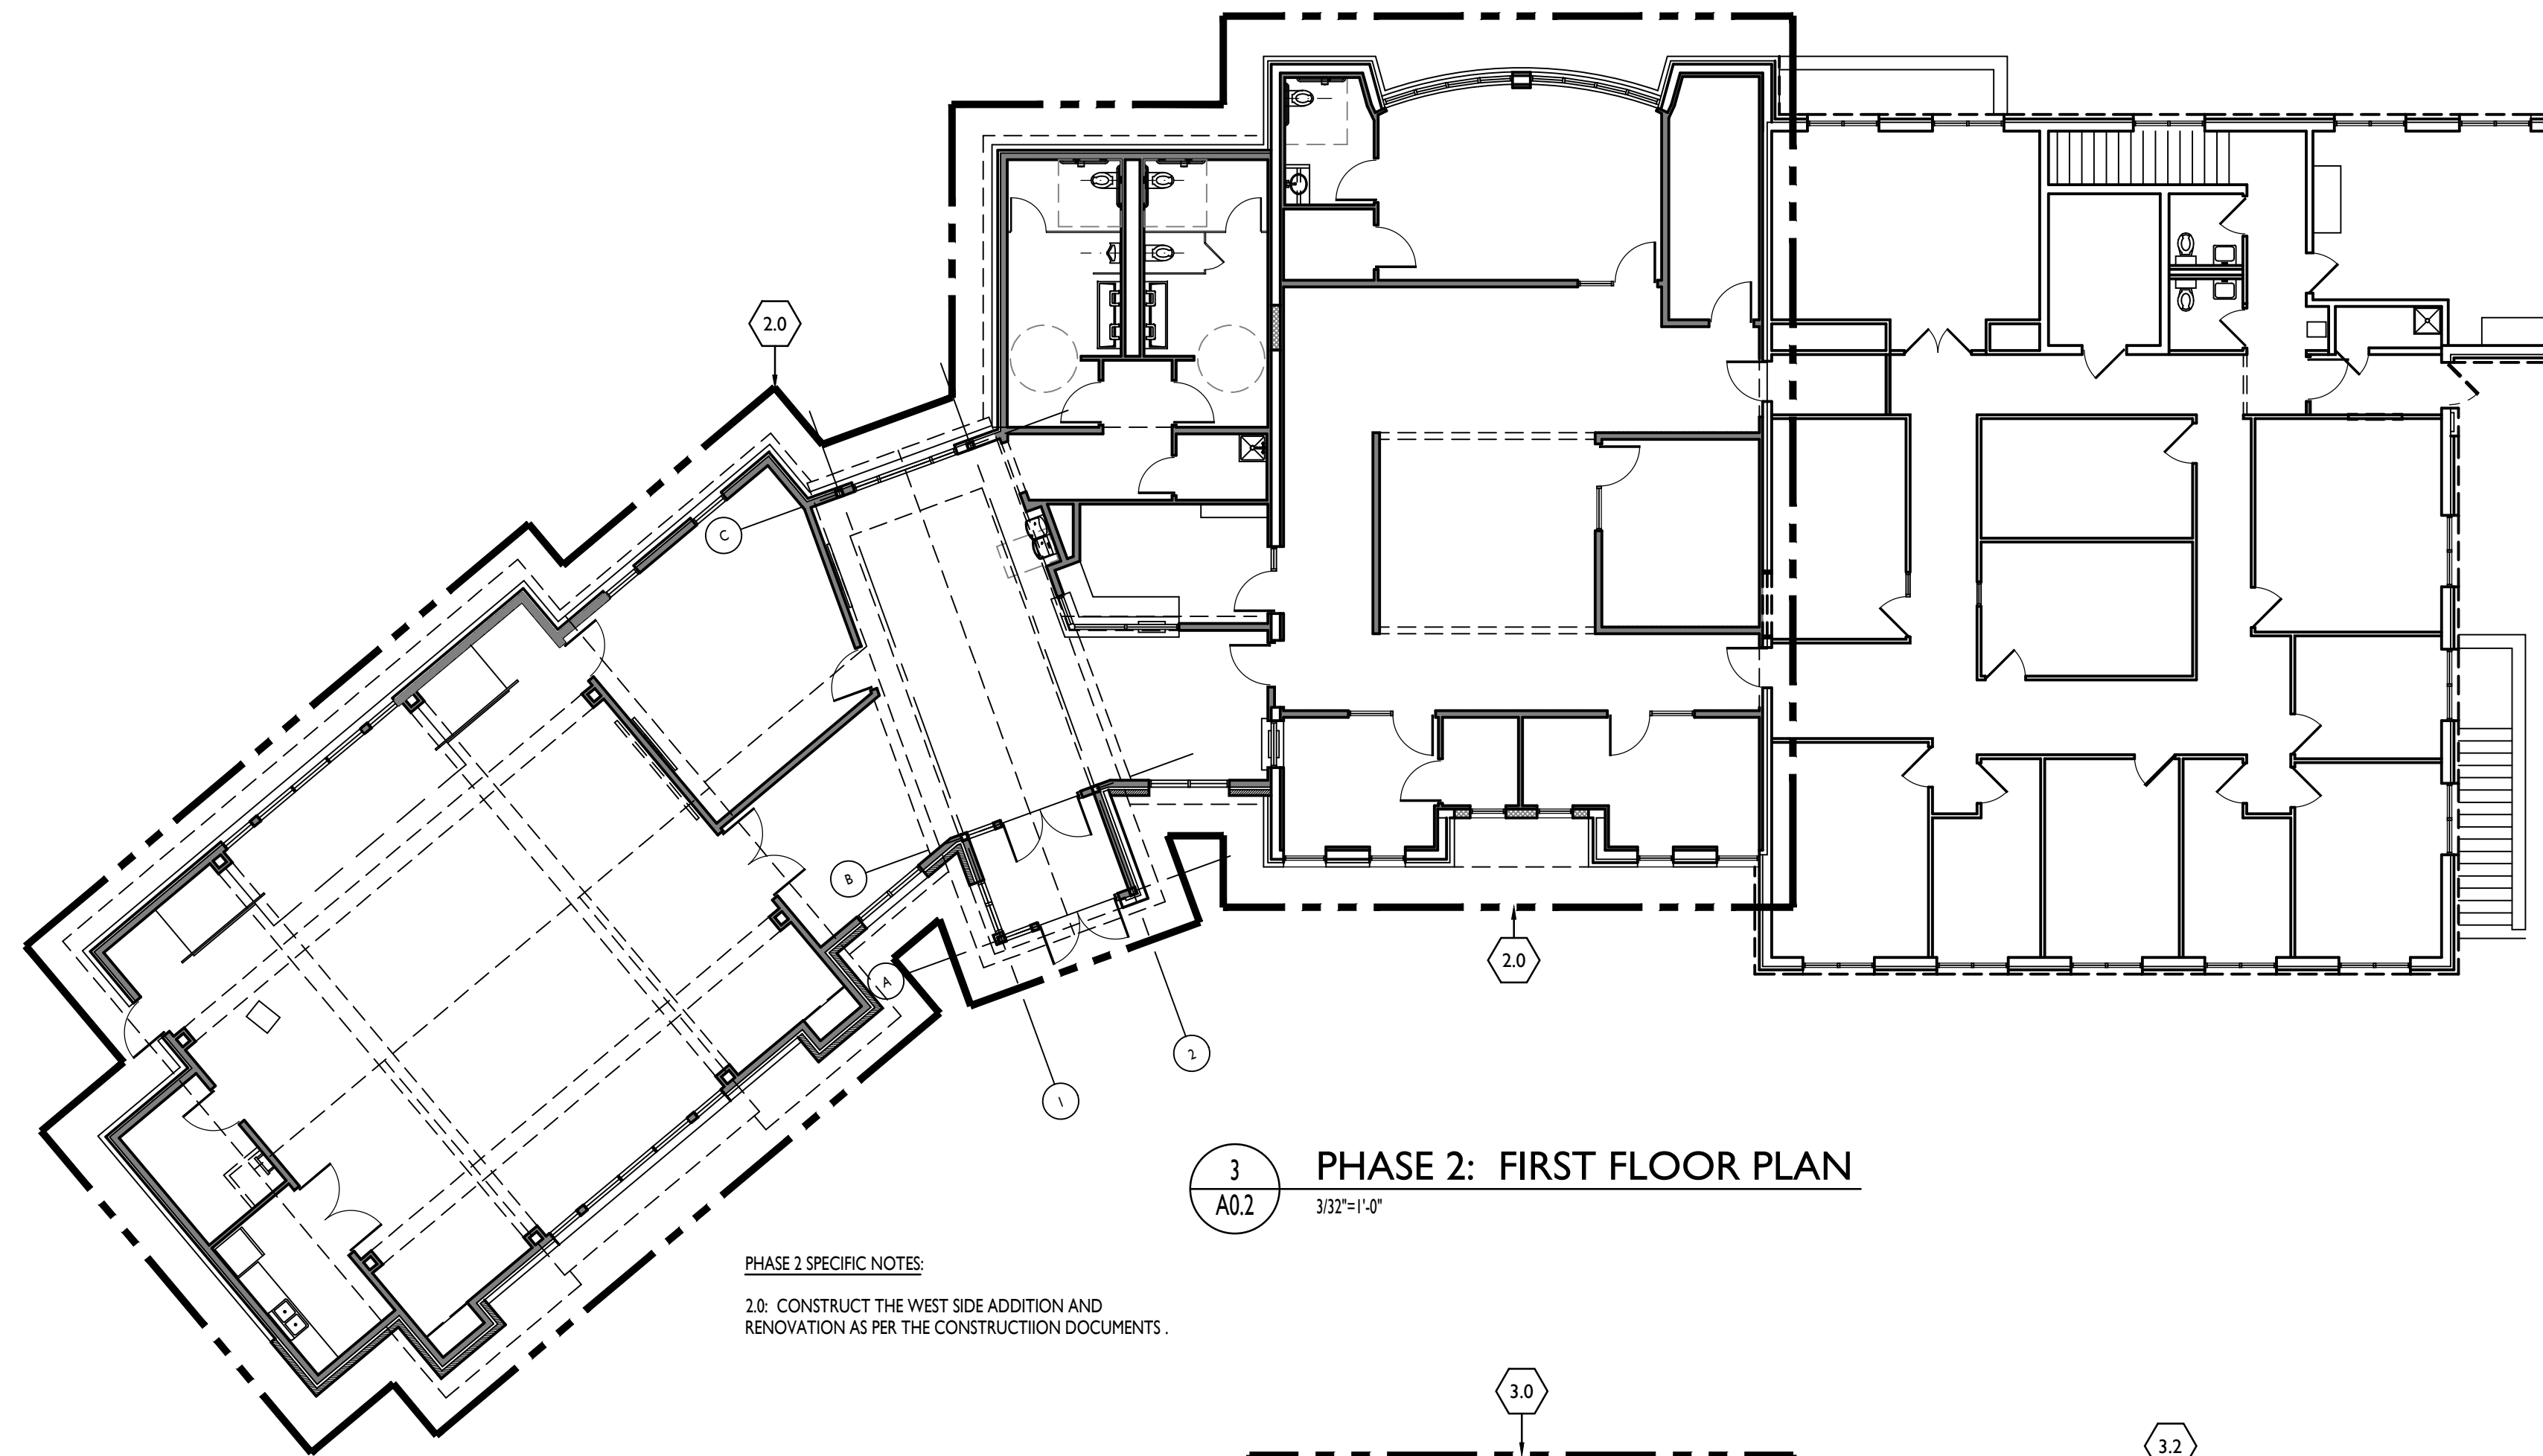 2.0
C
B
A
2.0
2
1
3
A0.2
PHASE 2: FIRST FLOOR PLAN
3/32"=1'-0"
PHASE 2 SPECIFIC NOTES:
2.0: CONSTRUCT THE WEST SIDE ADDITION AND
RENOVATION AS PER THE CONSTRUCTIION DOCUMENTS .
3.0
3.2